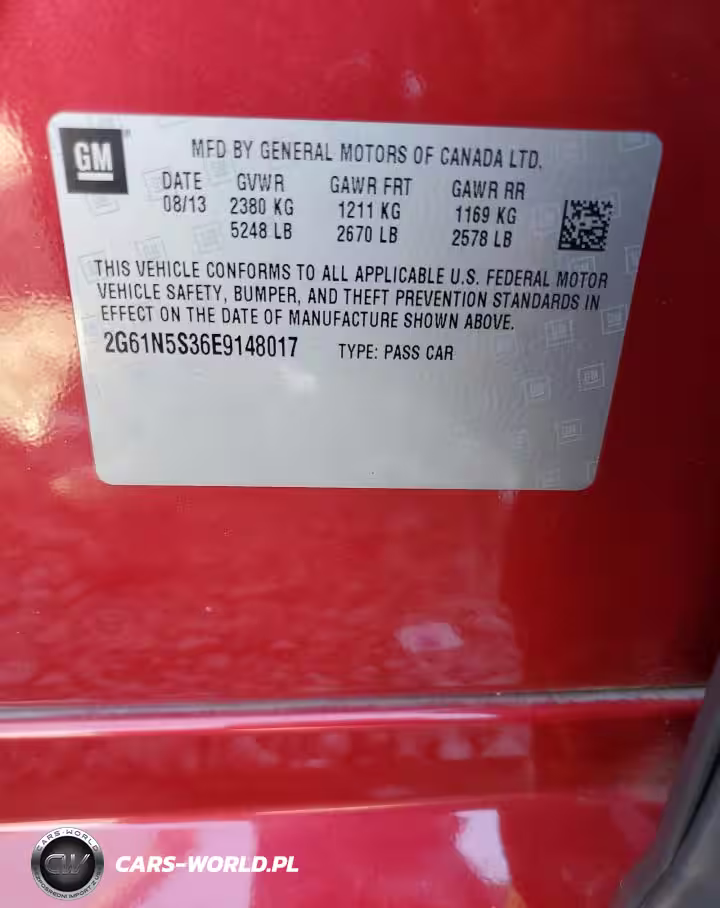 GM
MFD BY GENERAL MOTORS OF CANADA LTD.
DATE GVWR GAWR FRT GAWR RR
08/13 2380 KG 1211 KG 1169 KG
5248 LB 2670 LB 2578 LB
THIS VEHICLE CONFORMS TO ALL APPLICABLE U.S. FEDERAL MOTOR
VEHICLE SAFETY, BUMPER, AND THEFT PREVENTION STANDARDS IN
EFFECT ON THE DATE OF MANUFACTURE SHOWN ABOVE.
2G61N5S36E9148017 TYPE: PASS CAR
CARS-WORLD
CW
CARS-WORLD.PL